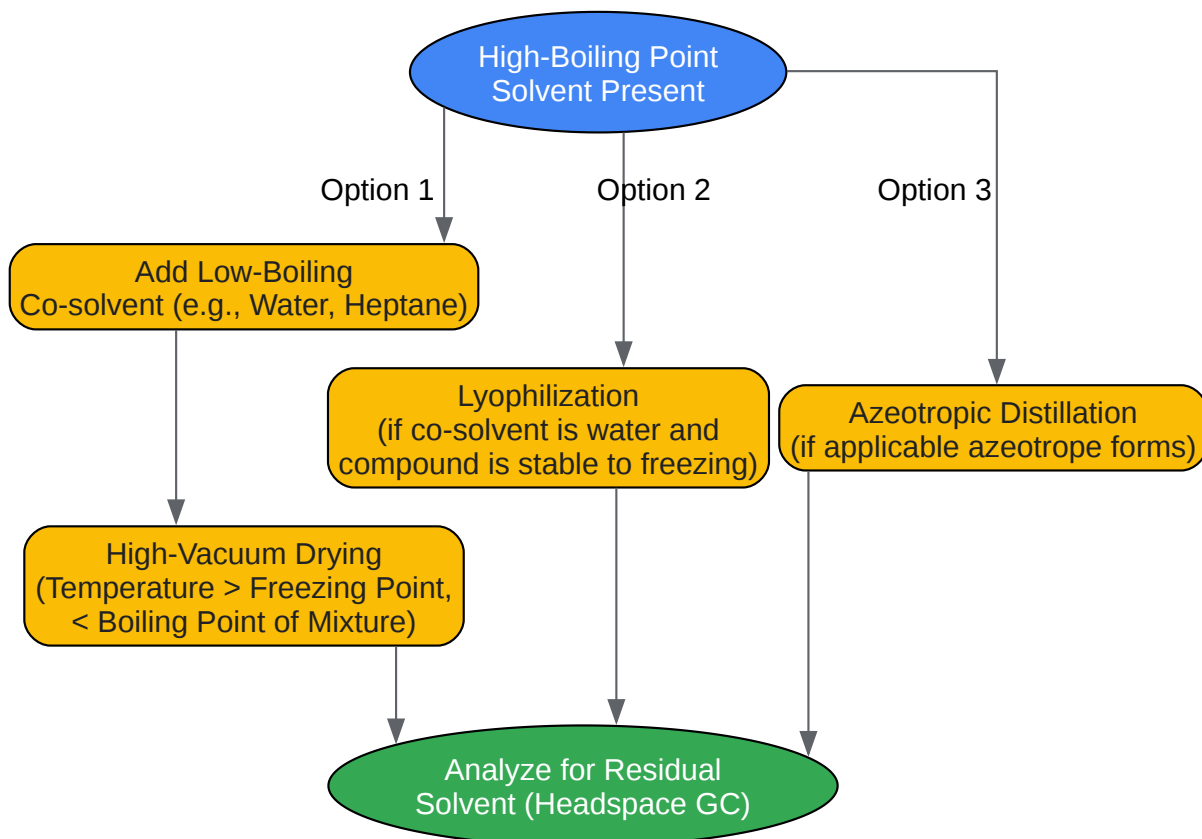 High-Boiling Point
Solvent Present
Option 1
Option 2
Option 3
Add Low-Boiling
Co-solvent (e.g., Water, Heptane)
Lyophilization
(if co-solvent is water and
compound is stable to freezing)
Azeotropic Distillation
(if applicable azeotrope forms)
High-Vacuum Drying
(Temperature > Freezing Point,
< Boiling Point of Mixture)
Analyze for Residual
Solvent (Headspace GC)